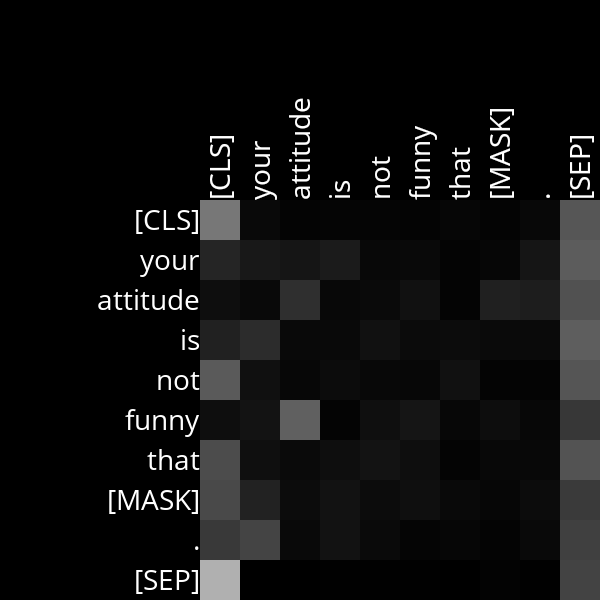 [CLS] your attitude is not funny that [MASK] . [SEP]
[CLS]
your
attitude
is
not
funny
that
[MASK]
.
[SEP]